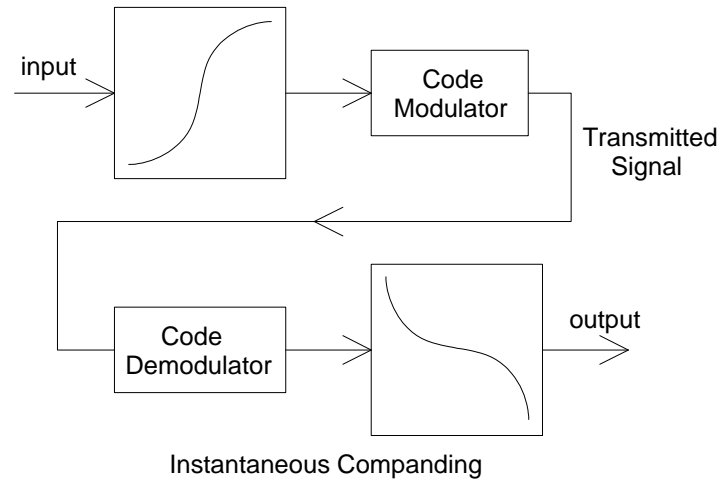 input
Code
Modulator
Transmitted
Signal
Code
Demodulator
output
Instantaneous Companding